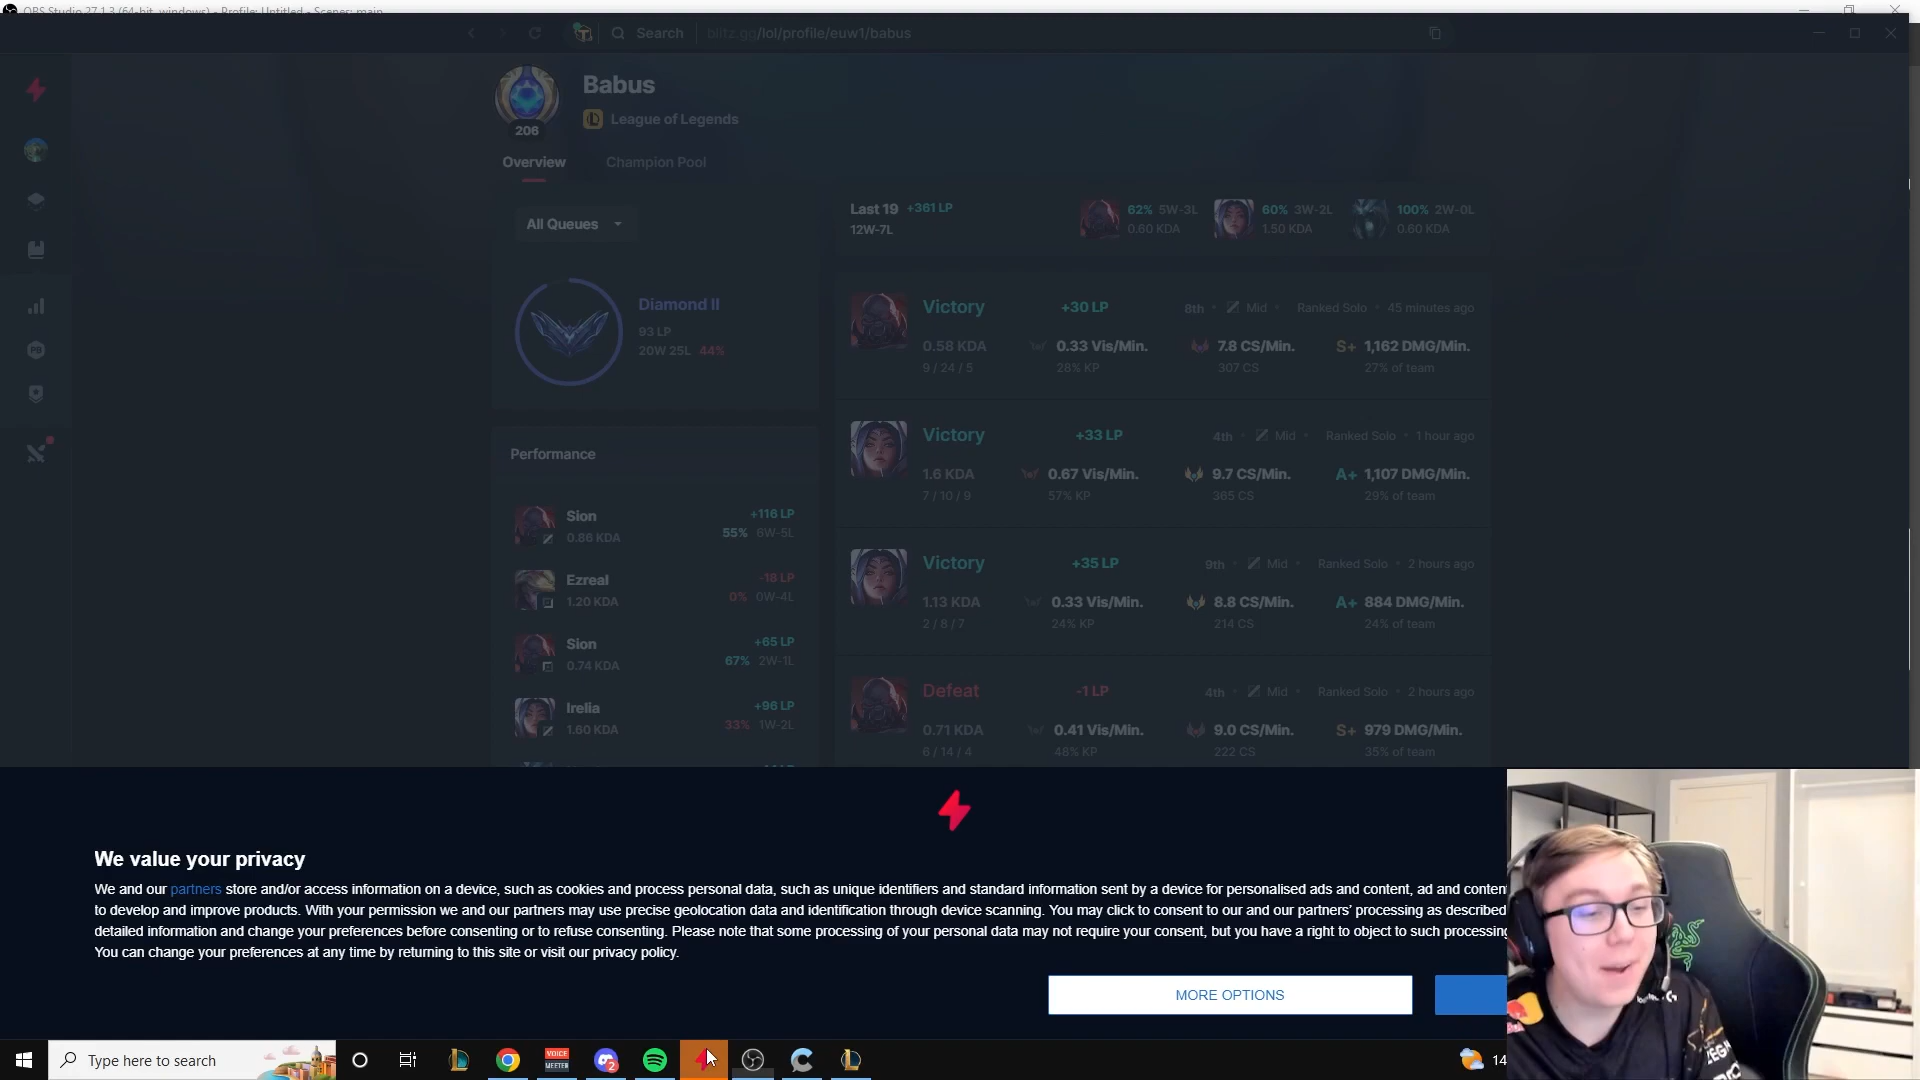 OBS Studio 27.1.3 (64-bit, windows) - Profile: Untitled - Scenes: main
Search
blitz.gg/lol/profile/euw1/babus
Babus
206
League of Legends
Overview
Champion Pool
All Queues
Diamond II
93 LP
20W 25L 44%
Performance
Sion
0.86 KDA
+116 LP
55% 6W-5L
Ezreal
1.20 KDA
-18 LP
0% 0W-4L
Sion
0.74 KDA
+65 LP
67% 2W-1L
Irelia
1.60 KDA
+96 LP
33% 1W-2L
Last 19 +361 LP
12W-7L
62% 5W-3L
0.60 KDA
60% 3W-2L
1.50 KDA
100% 2W-0L
0.60 KDA
Victory
+30 LP
8th • Mid • Ranked Solo • 45 minutes ago
0.58 KDA
0.33 Vis/Min.
7.8 CS/Min.
S+ 1,162 DMG/Min.
9 / 24 / 5
28% KP
307 CS
27% of team
Victory
+33 LP
4th • Mid • Ranked Solo • 1 hour ago
1.6 KDA
0.67 Vis/Min.
9.7 CS/Min.
A+ 1,107 DMG/Min.
7 / 10 / 9
57% KP
365 CS
29% of team
Victory
+35 LP
9th • Mid • Ranked Solo • 2 hours ago
1.13 KDA
0.33 Vis/Min.
8.8 CS/Min.
A+ 884 DMG/Min.
2 / 8 / 7
24% KP
214 CS
24% of team
Defeat
-1 LP
4th • Mid • Ranked Solo • 2 hours ago
0.71 KDA
0.41 Vis/Min.
9.0 CS/Min.
S+ 979 DMG/Min.
6 / 14 / 4
48% KP
222 CS
35% of team
We value your privacy
We and our partners store and/or access information on a device, such as cookies and process personal data, such as unique identifiers and standard information sent by a device for personalised ads and content, ad and conten
to develop and improve products. With your permission we and our partners may use precise geolocation data and identification through device scanning. You may click to consent to our and our partners' processing as described
detailed information and change your preferences before consenting or to refuse consenting. Please note that some processing of your personal data may not require your consent, but you have a right to object to such processing
You can change your preferences at any time by returning to this site or visit our privacy policy.
MORE OPTIONS
Type here to search
VOICE
MEETER
2
14